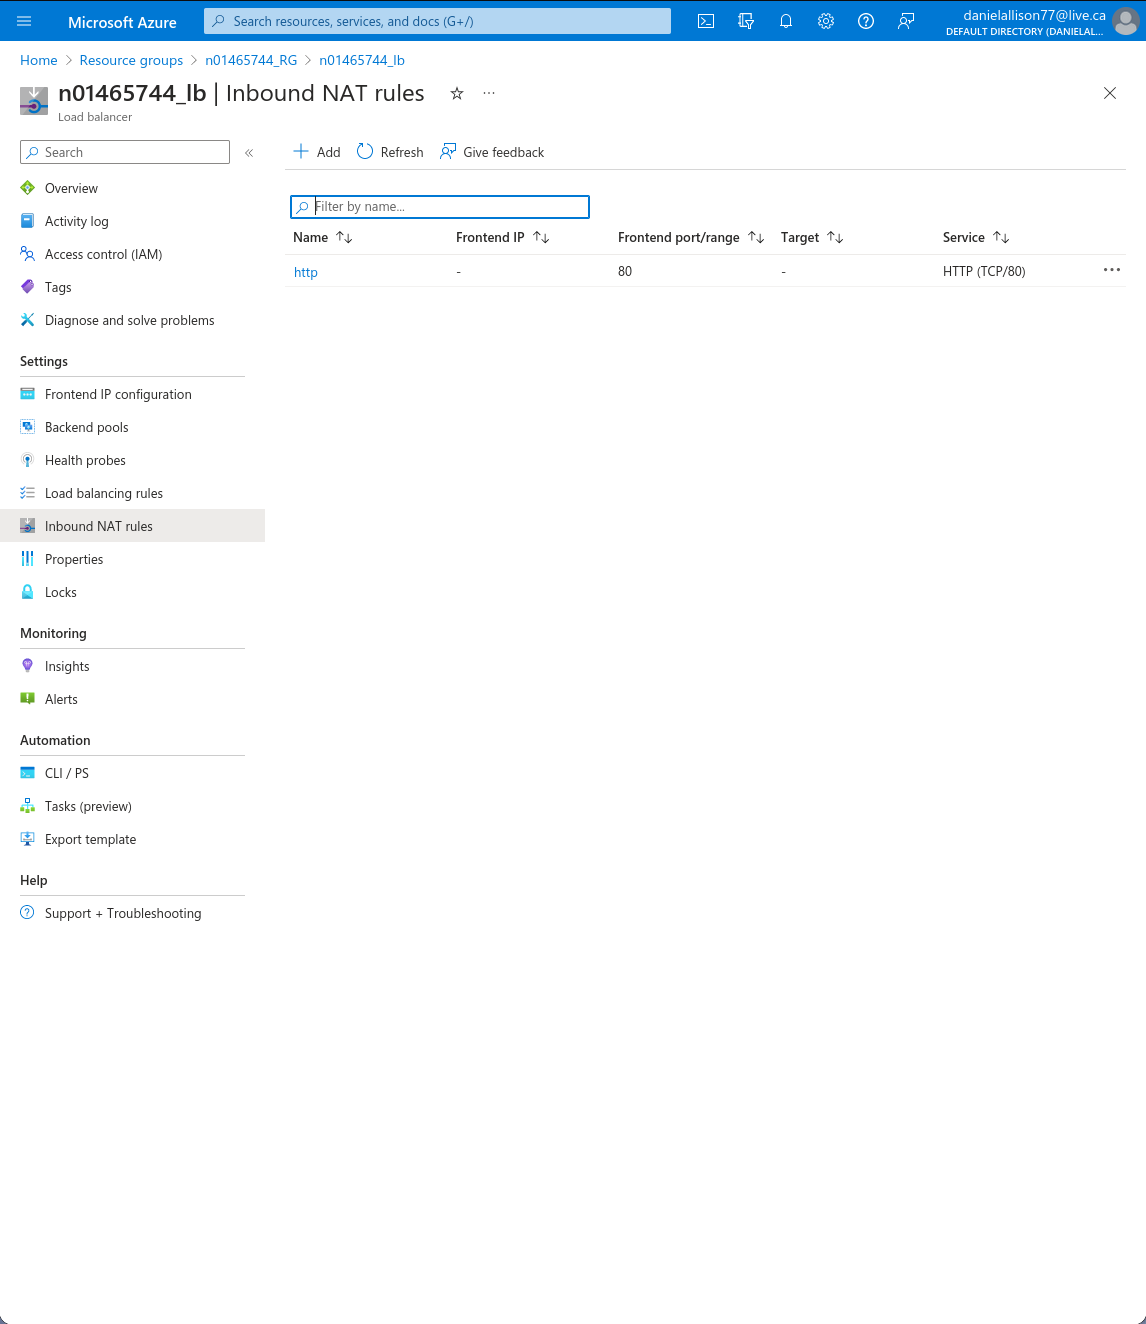 Microsoft Azure
Search resources, services, and docs (G+/)
danielallison77@live.ca
DEFAULT DIRECTORY (DANIELAL...
Home > Resource groups > n01465744_RG > n01465744_lb
n01465744_lb | Inbound NAT rules
Load balancer
Search
«
Overview
Activity log
Access control (IAM)
Tags
Diagnose and solve problems
Settings
Frontend IP configuration
Backend pools
Health probes
Load balancing rules
Inbound NAT rules
Properties
Locks
Monitoring
Insights
Alerts
Automation
CLI / PS
Tasks (preview)
Export template
Help
Support + Troubleshooting
Add Refresh Give feedback
Filter by name...
Name Frontend IP Frontend port/range Target Service
http - 80 - HTTP (TCP/80)